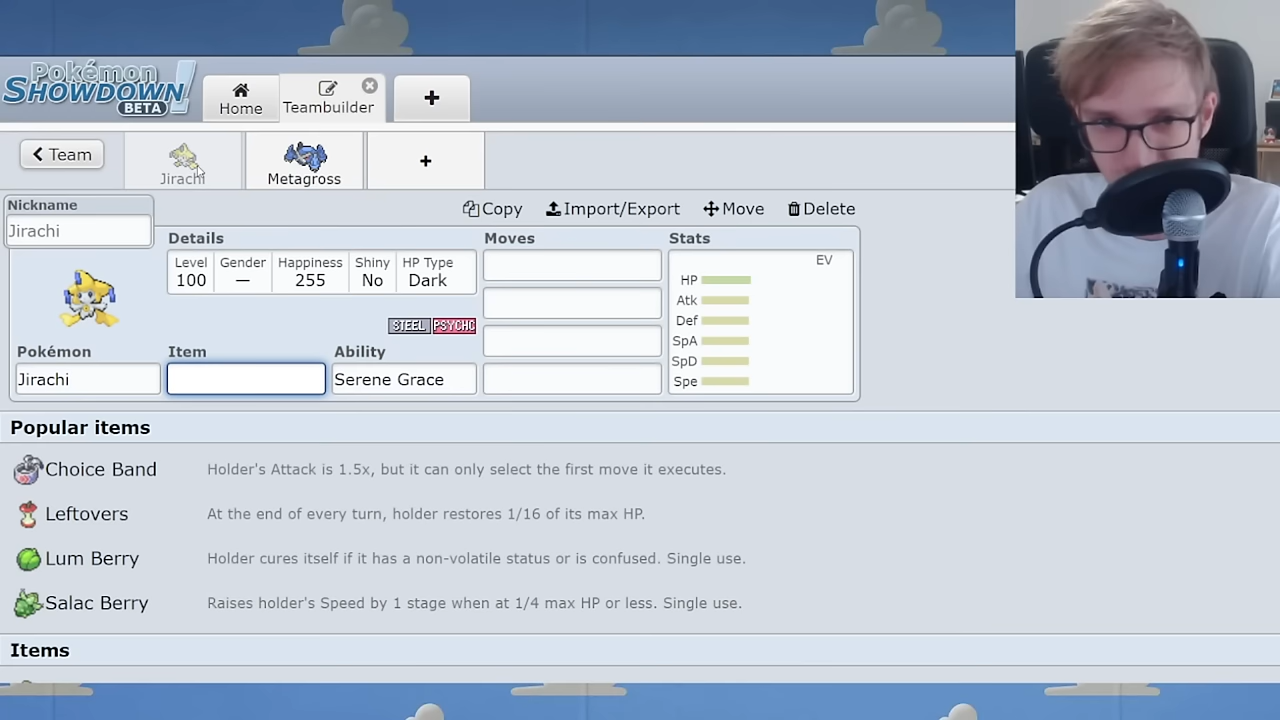 Pokémon
SHOWDOWN!
BETA
Home
Teambuilder
+
Team
Jirachi
Metagross
+
Nickname
Jirachi
Copy
Import/Export
Move
Delete
Details
Level Gender Happiness Shiny HP Type
100 — 255 No Dark
STEEL PSYCHC
Pokémon
Jirachi
Item
Ability
Serene Grace
Moves
Stats
EV
HP
Atk
Def
SpA
SpD
Spe
Popular items
Choice Band Holder's Attack is 1.5x, but it can only select the first move it executes.
Leftovers At the end of every turn, holder restores 1/16 of its max HP.
Lum Berry Holder cures itself if it has a non-volatile status or is confused. Single use.
Salac Berry Raises holder's Speed by 1 stage when at 1/4 max HP or less. Single use.
Items